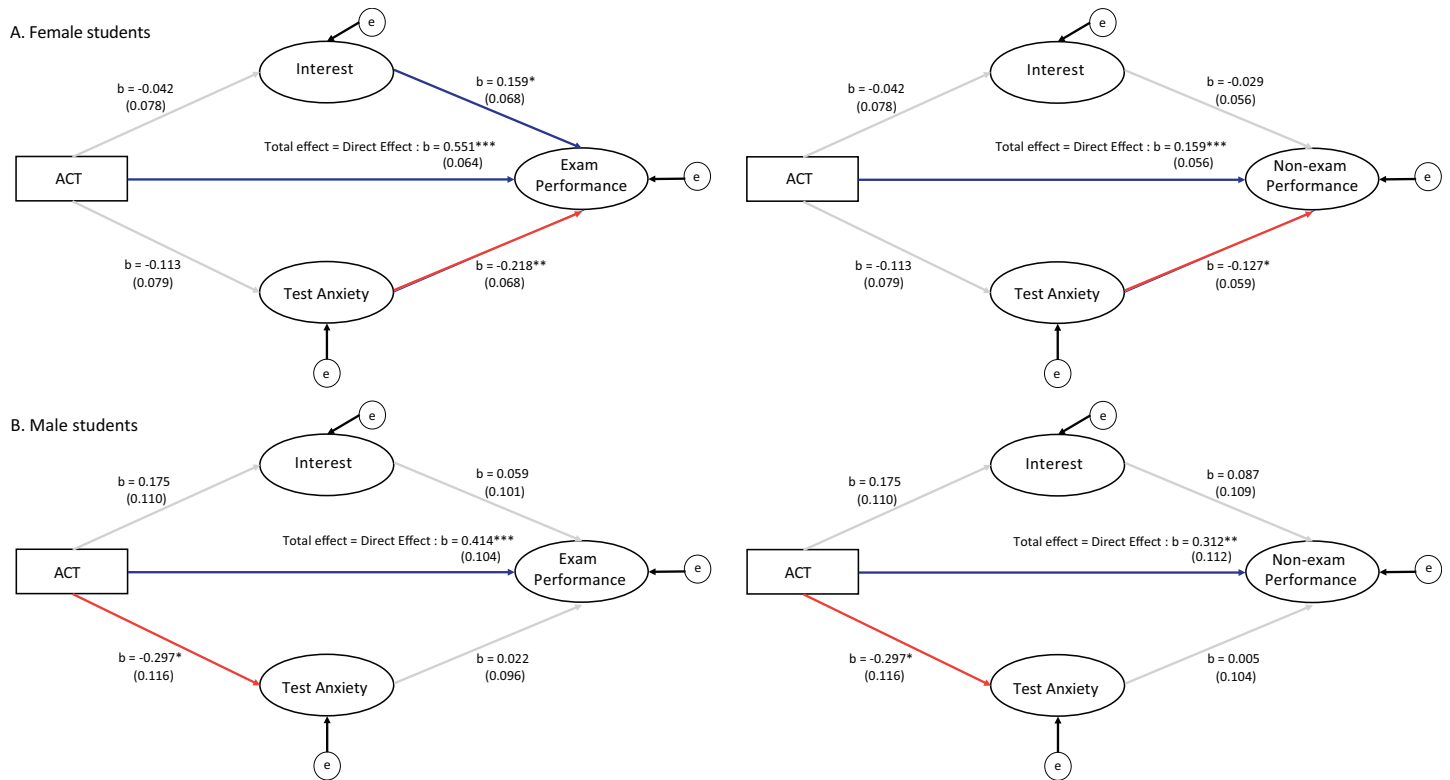 A. Female students
e
Interest
b = -0.042
(0.078)
b = 0.159*
(0.068)
Total effect = Direct Effect : b = 0.551***
(0.064)
ACT
Exam
Performance
e
b = -0.113
(0.079)
b = -0.218**
(0.068)
Test Anxiety
e
e
Interest
b = -0.042
(0.078)
b = -0.029
(0.056)
Total effect = Direct Effect : b = 0.159***
(0.056)
ACT
Non-exam
Performance
e
b = -0.113
(0.079)
b = -0.127*
(0.059)
Test Anxiety
e
B. Male students
e
Interest
b = 0.175
(0.110)
b = 0.059
(0.101)
Total effect = Direct Effect : b = 0.414***
(0.104)
ACT
Exam
Performance
e
b = -0.297*
(0.116)
b = 0.022
(0.096)
Test Anxiety
e
e
Interest
b = 0.175
(0.110)
b = 0.087
(0.109)
Total effect = Direct Effect : b = 0.312**
(0.112)
ACT
Non-exam
Performance
e
b = -0.297*
(0.116)
b = 0.005
(0.104)
Test Anxiety
e